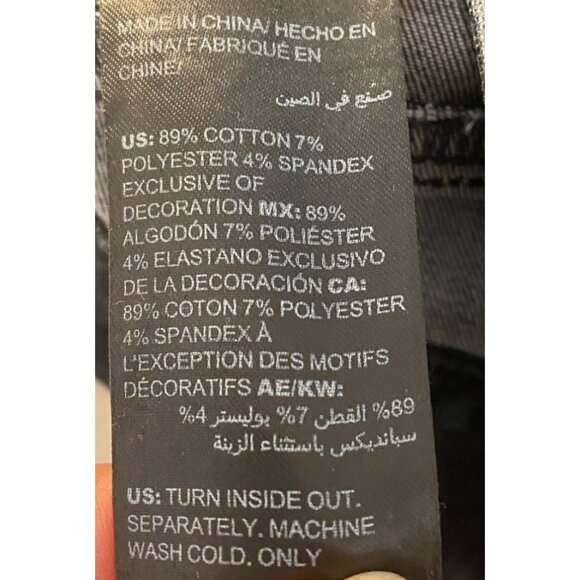 MADE IN CHINA/ HECHO EN
CHINA/ FABRIQUÉ EN
CHINE/
صنع في الصين
US: 89% COTTON 7%
POLYESTER 4% SPANDEX
EXCLUSIVE OF
DECORATION MX: 89%
ALGODÓN 7% POLIÉSTER
4% ELASTANO EXCLUSIVO
DE LA DECORACIÓN CA:
89% COTON 7% POLYESTER
4% SPANDEX À
L'EXCEPTION DES MOTIFS
DÉCORATIFS AE/KW:
89% القطن 7% بوليستر 4%
سبانديكس باستثناء الزينة
US: TURN INSIDE OUT.
SEPARATELY. MACHINE
WASH COLD. ONLY